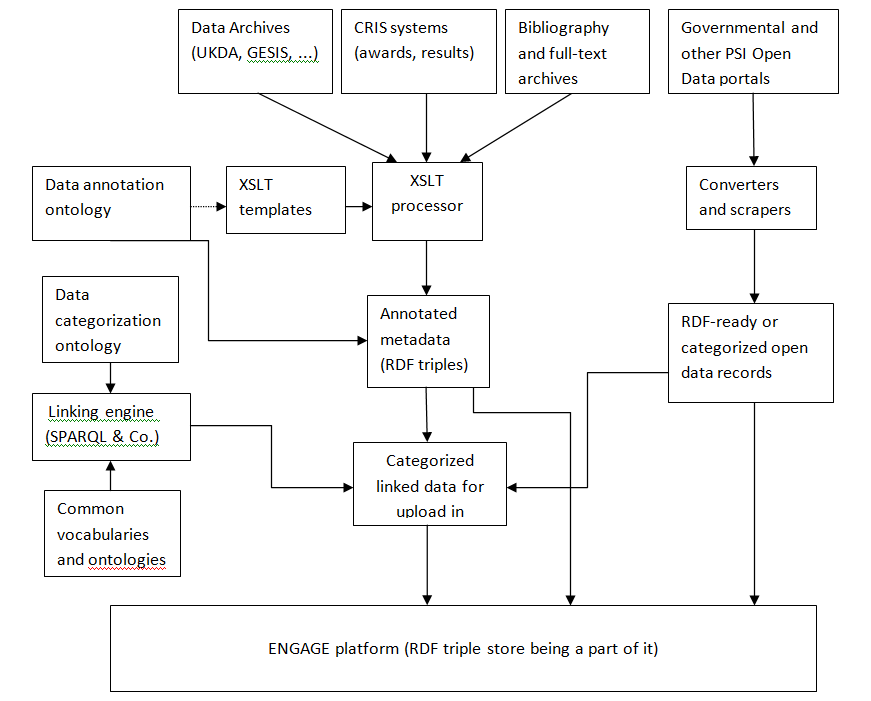 Data Archives
(UKDA, GESIS, ...)
CRIS systems
(awards, results)
Bibliography
and full-text
archives
Governmental and
other PSI Open
Data portals
Data annotation
ontology
XSLT
templates
XSLT
processor
Converters
and scrapers
Data
categorization
ontology
Annotated
metadata
(RDF triples)
RDF-ready or
categorized open
data records
Linking engine
(SPARQL & Co.)
Categorized
linked data for
upload in
Common
vocabularies
and ontologies
ENGAGE platform (RDF triple store being a part of it)